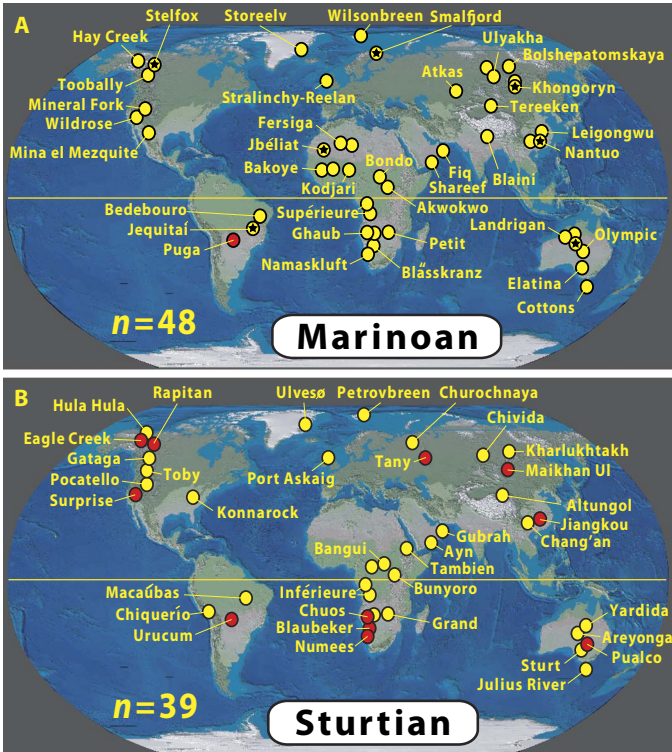 A
Stelfox
Storeelv
Wilsonbreen
Smalfjord
Hay Creek
Ulyakha
Bolshepatomskaya
Toobally
Atkas
Khongoryn
Mineral Fork
Stralinchy-Reelan
Tereeken
Wildrose
Fersiga
Leigongwu
Mina el Mezquite
Jbéliat
Bondo
Fiq
Nantuo
Bakoye
Shareef
Blaini
Kodjari
Akwokwo
Bedebouro
Supérieure
Landrigan
Jequitaí
Ghaub
Petit
Olympic
Puga
Namaskluft
Blässkranz
Elatina
Cottons
n=48
Marinoan
B
Hula Hula
Rapitan
Ulvesø
Petrovbreen
Churochnaya
Eagle Creek
Chivida
Gataga
Kharlukhtakh
Toby
Port Askaig
Tany
Maikhan Ul
Pocatello
Surprise
Konnarock
Altungol
Jiangkou
Gubrah
Chang'an
Bangui
Ayn
Tambien
Macaúbas
Inférieure
Bunyoro
Chiquerío
Chuos
Grand
Yardida
Urucum
Blaubeker
Areyonga
Numees
Pualco
Sturt
Julius River
n=39
Sturtian